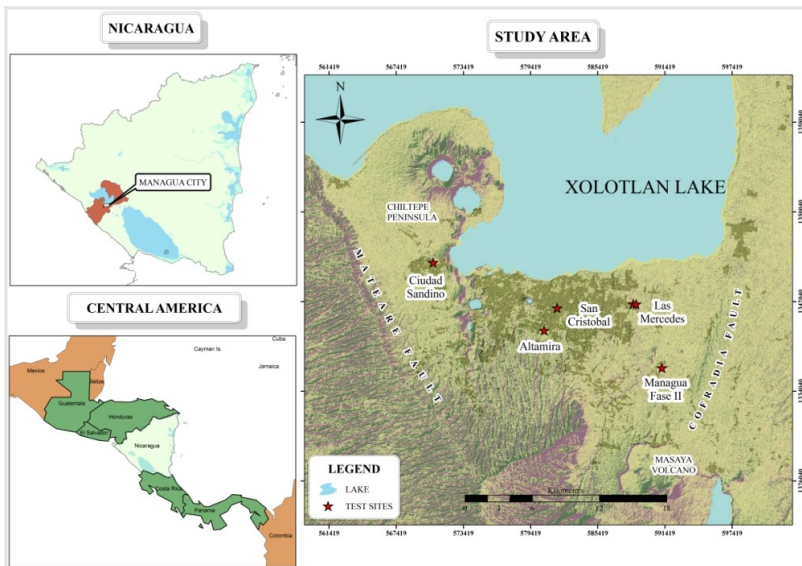 NICARAGUA
MANAGUA CITY
CENTRAL AMERICA
Cuba
Mexico
Cayman Is.
Jamaica
Belize
Guatemala
Honduras
El Salvador
Nicaragua
Costa Rica
Panama
Colombia
STUDY AREA
561419
567419
573419
579419
585419
591419
597419
N
XOLOTLAN LAKE
CHILTEPE
PENINSULA
MATEARE FAULT
Ciudad
Sandino
San
Cristobal
Las
Mercedes
Altamira
Managua
Fase II
COFRADIA FAULT
MASAYA
VOLCANO
LEGEND
LAKE
TEST SITES
Kilometers
0
3
6
12
18
561419
567419
573419
579419
585419
591419
597419